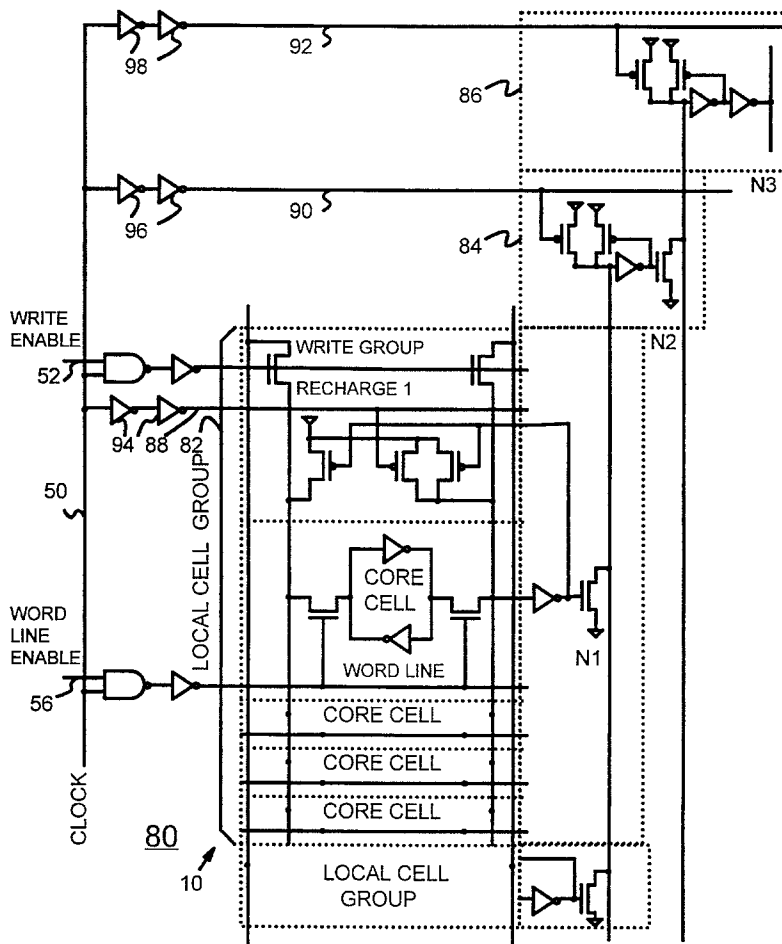 98
92
86
N3
96
90
84
N2
WRITE
ENABLE
52
WRITE GROUP
RECHARGE 1
94
88
82
50
LOCAL CELL GROUP
CORE
CELL
WORD
LINE
ENABLE
N1
WORD LINE
56
CORE CELL
CORE CELL
CORE CELL
CLOCK
80
10
LOCAL CELL
GROUP